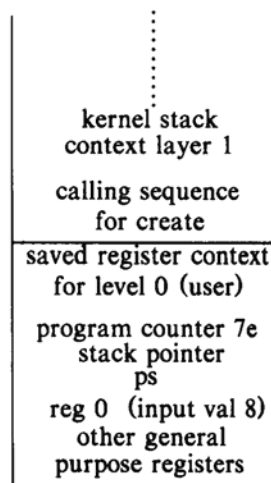 kernel stack
context layer 1
calling sequence
for create
saved register context
for level 0 (user)
program counter 7e
stack pointer
ps
reg 0 (input val 8)
other general
purpose registers